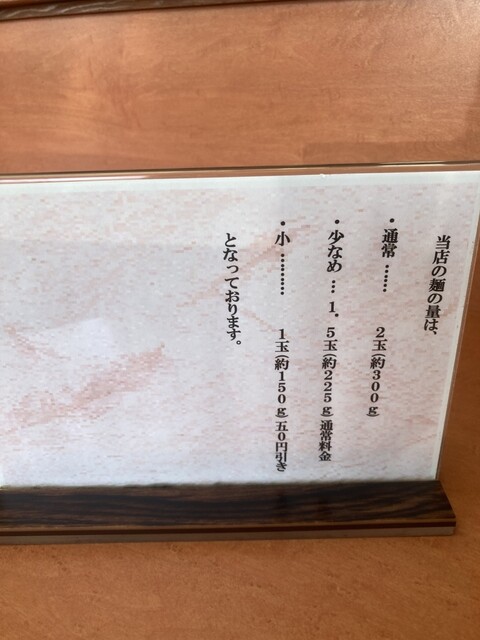 当店の麺の量は、
・通常 ……… 2玉(約300g)
・少なめ … 1．5玉(約225g)通常料金
・小 ……… 1玉(約150g)五0円引き
となっております。